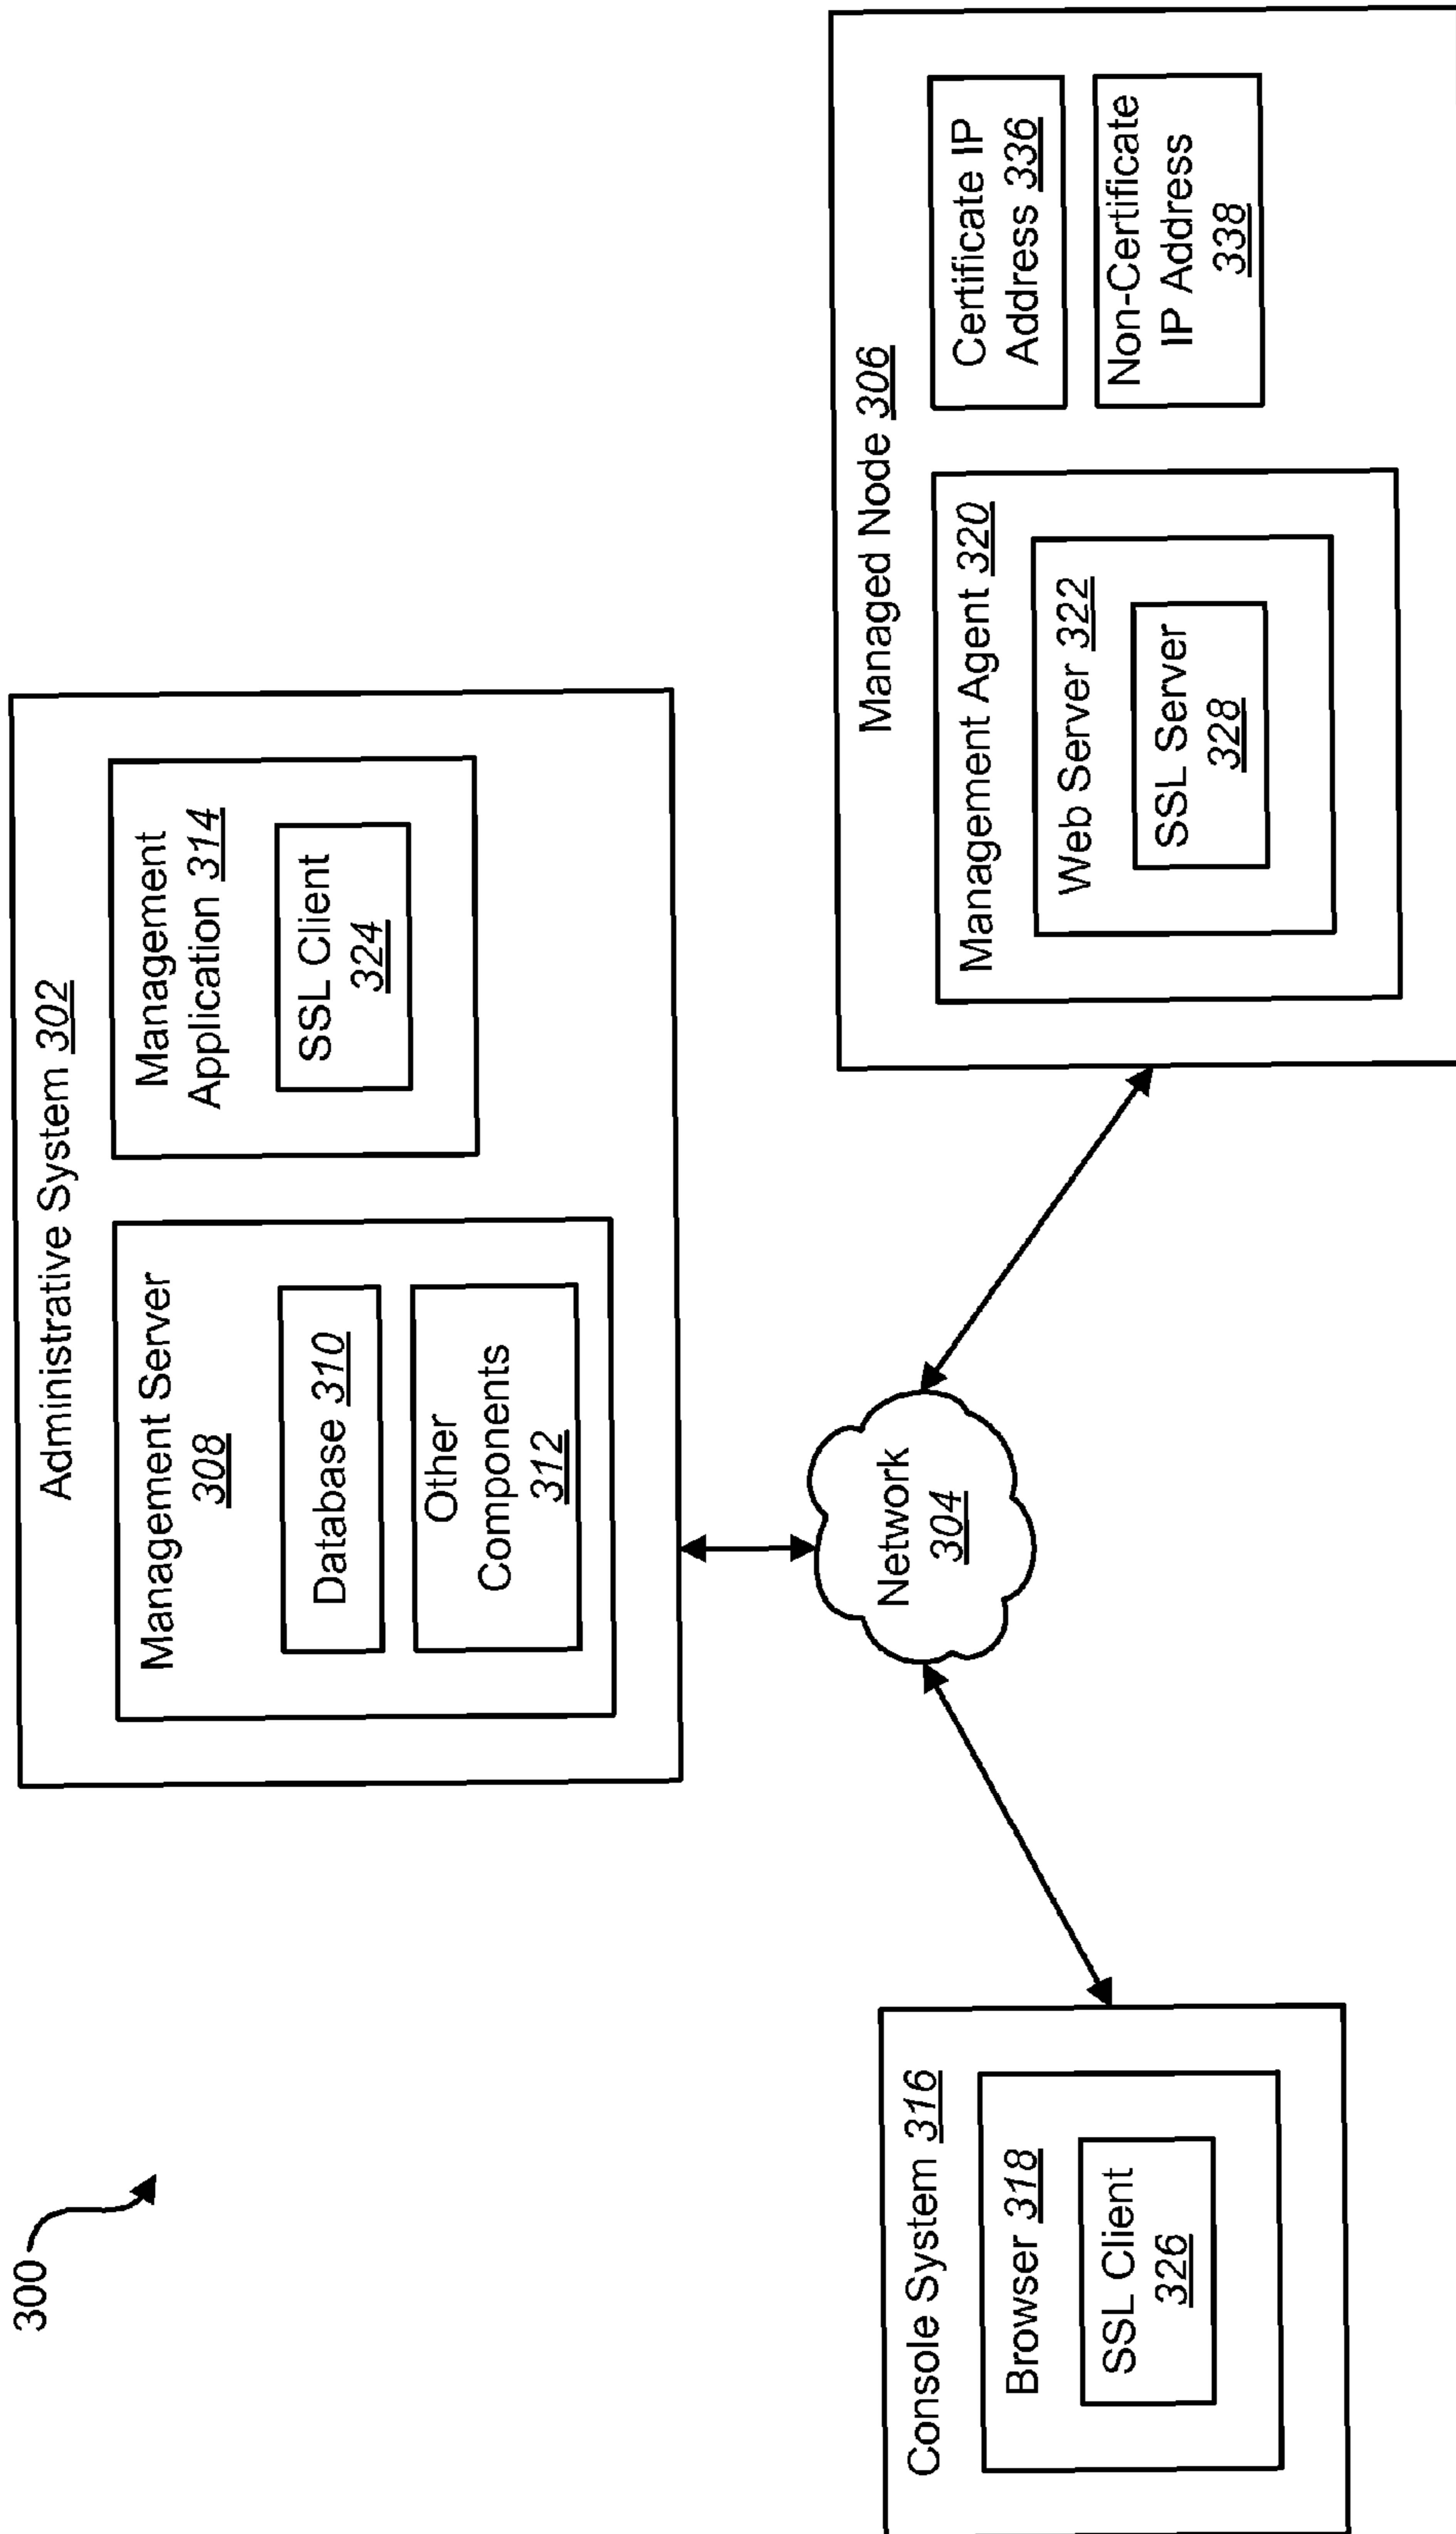 300
Administrative System 302
Management Server
308
Database 310
Other
Components
312
Management
Application 314
SSL Client
324
Network
304
Console System 316
Browser 318
SSL Client
326
Managed Node 306
Management Agent 320
Web Server 322
SSL Server
328
Certificate IP
Address 336
Non-Certificate
IP Address
338